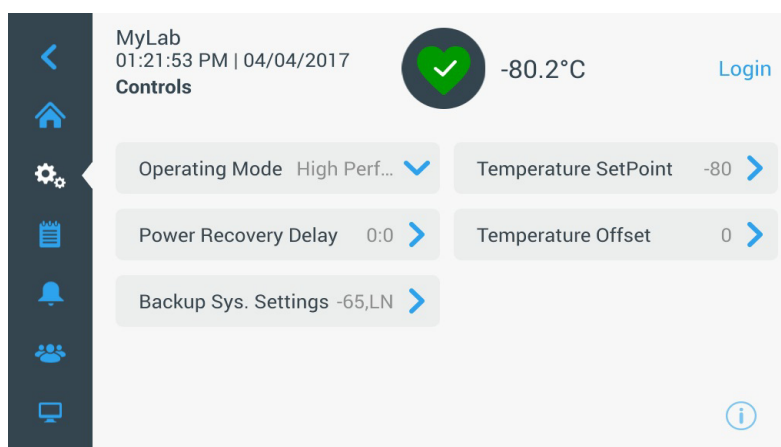 MyLab
01:21:53 PM | 04/04/2017
Controls
-80.2°C
Login
Operating Mode High Perf...
Temperature SetPoint -80
Power Recovery Delay 0:0
Temperature Offset 0
Backup Sys. Settings -65,LN
i